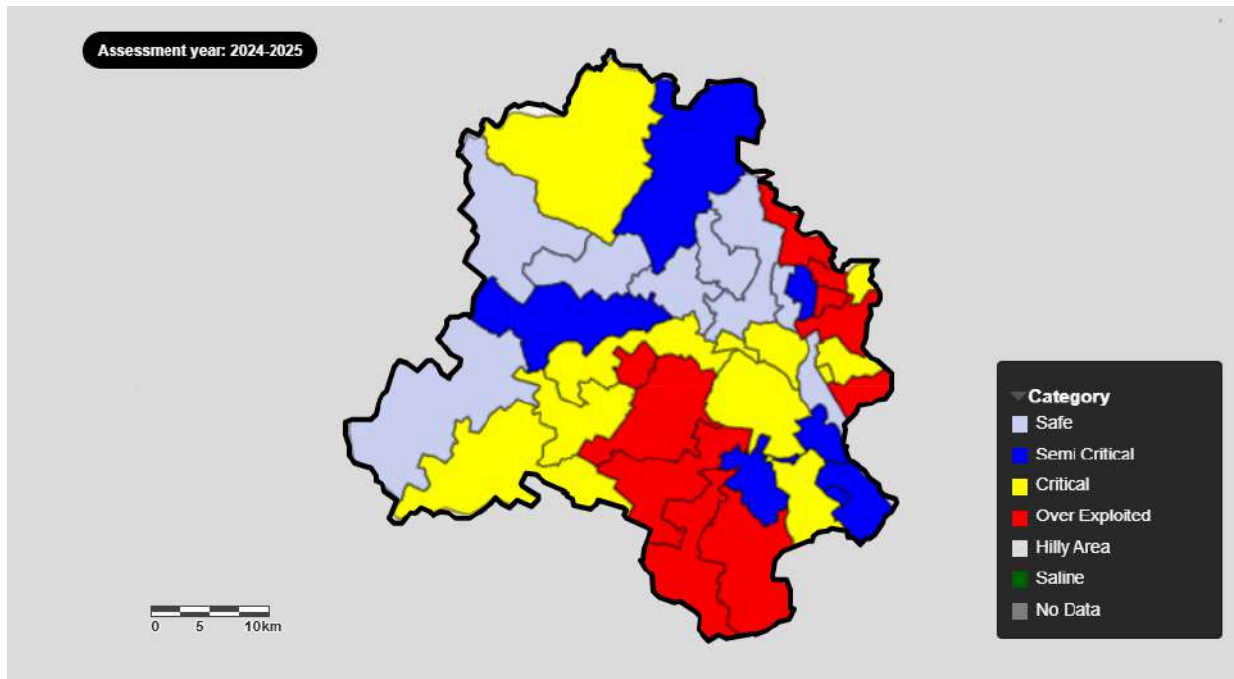 Assessment year: 2024-2025
Category
Safe
Semi Critical
Critical
Over Exploited
Hilly Area
Saline
No Data
0 5 10km